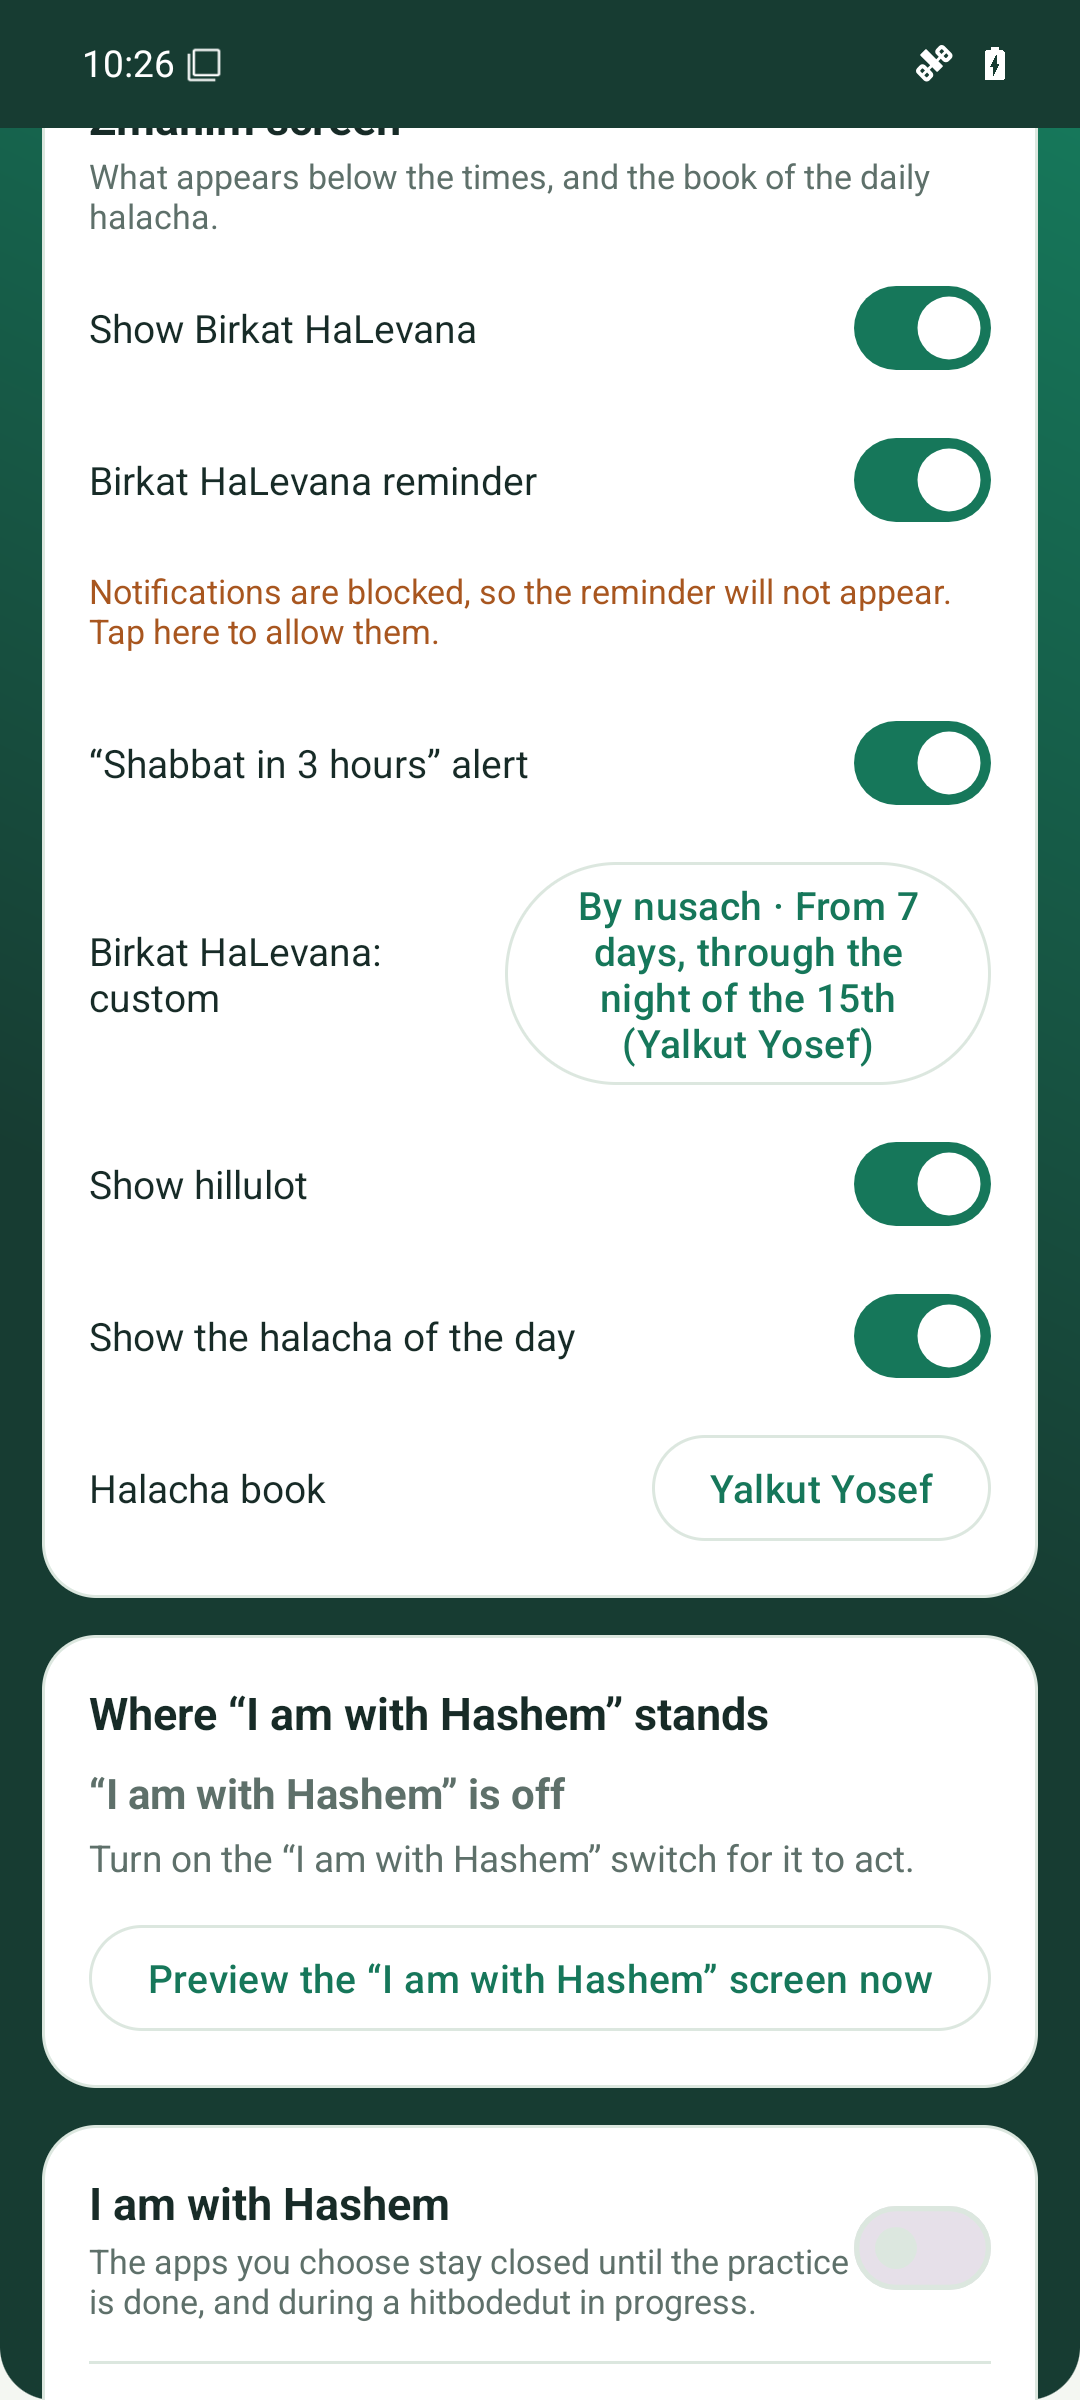 10:26
Zmanim screen
What appears below the times, and the book of the daily
halacha.
Show Birkat HaLevana
Birkat HaLevana reminder
Notifications are blocked, so the reminder will not appear.
Tap here to allow them.
“Shabbat in 3 hours” alert
Birkat HaLevana:
custom
By nusach · From 7
days, through the
night of the 15th
(Yalkut Yosef)
Show hillulot
Show the halacha of the day
Halacha book
Yalkut Yosef
Where “I am with Hashem” stands
“I am with Hashem” is off
Turn on the “I am with Hashem” switch for it to act.
Preview the “I am with Hashem” screen now
I am with Hashem
The apps you choose stay closed until the practice
is done, and during a hitbodedut in progress.